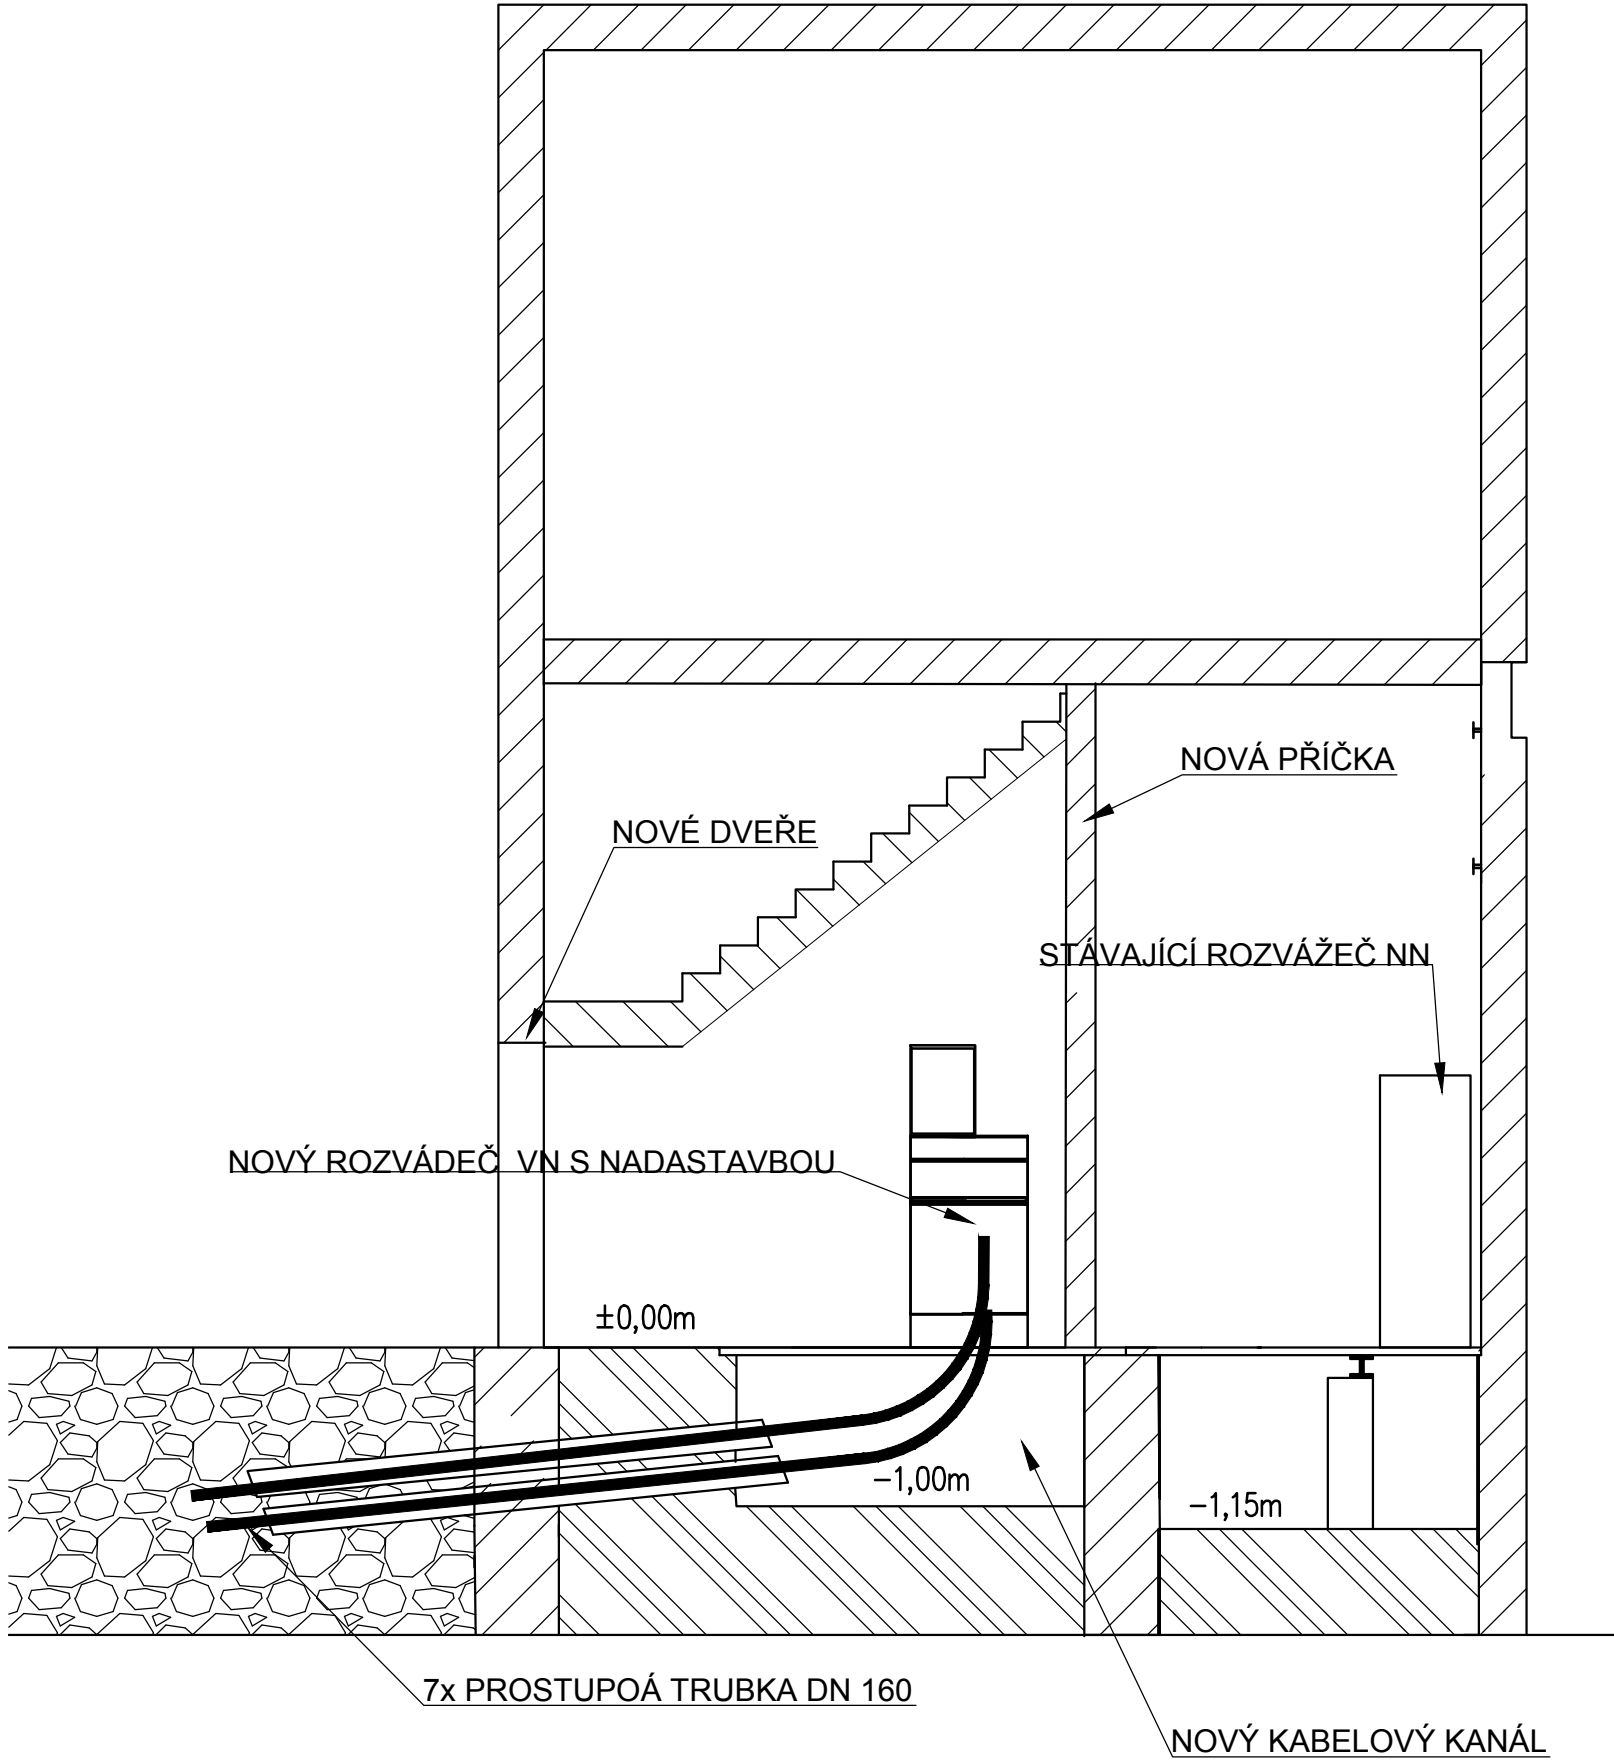 NOVÁ PŘÍČKA
NOVÉ DVEŘE
STÁVAJÍCÍ ROZVÁŽEČ NN
NOVÝ ROZVÁDEČ VN S NADASTAVBOU
±0,00m
-1,00m
-1,15m
7x PROSTUPOÁ TRUBKA DN 160
NOVÝ KABELOVÝ KANÁL